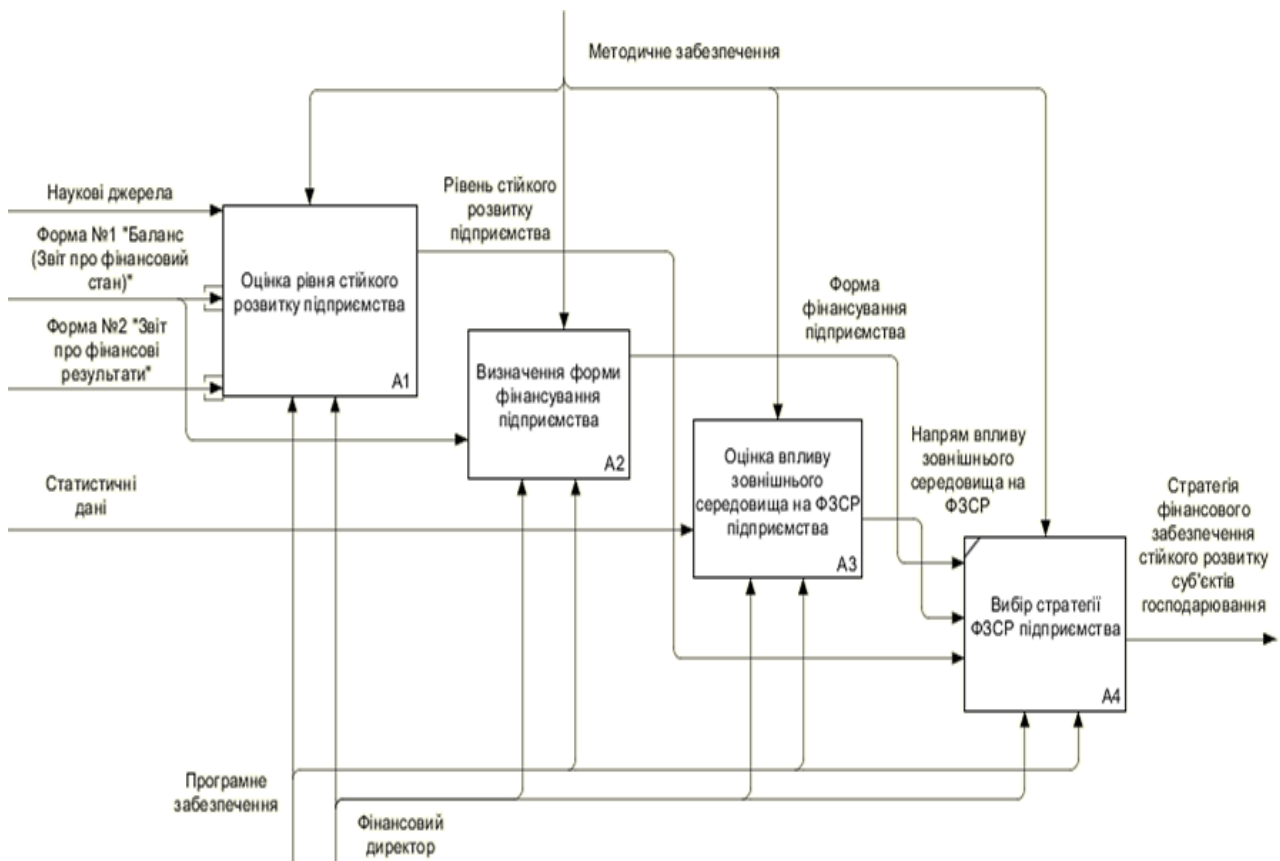 Методичне забезпечення
Наукові джерела
Форма №1 "Баланс
(Звіт про фінансовий
стан)"
Форма №2 "Звіт
про фінансові
результати"
Оцінка рівня стійкого
розвитку підприємства
A1
Рівень стійкого
розвитку
підприємства
Визначення форми
фінансування
підприємства
A2
Форма
фінансування
підприємства
Статистичні
дані
Оцінка впливу
зовнішнього
середовища на ФЗСР
підприємства
A3
Напрям впливу
зовнішнього
середовища на
ФЗСР
Вибір стратегії
ФЗСР підприємства
A4
Стратегія
фінансового
забезпечення
стійкого розвитку
суб'єктів
господарювання
Програмне
забезпечення
Фінансовий
директор